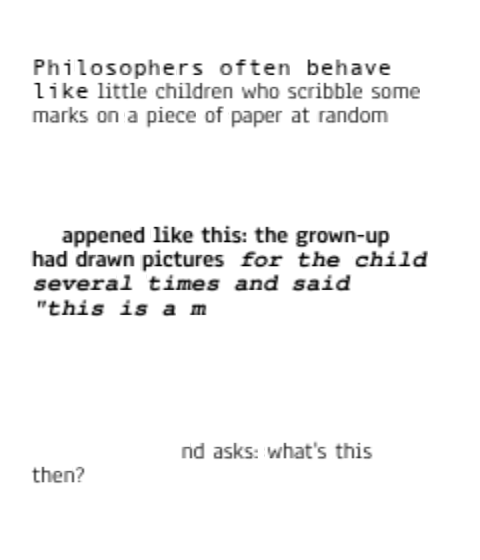 Philosophers often behave
like little children who scribble some
marks on a piece of paper at random
appened like this: the grown-up
had drawn pictures for the child
several times and said
"this is a m
nd asks: what's this
then?